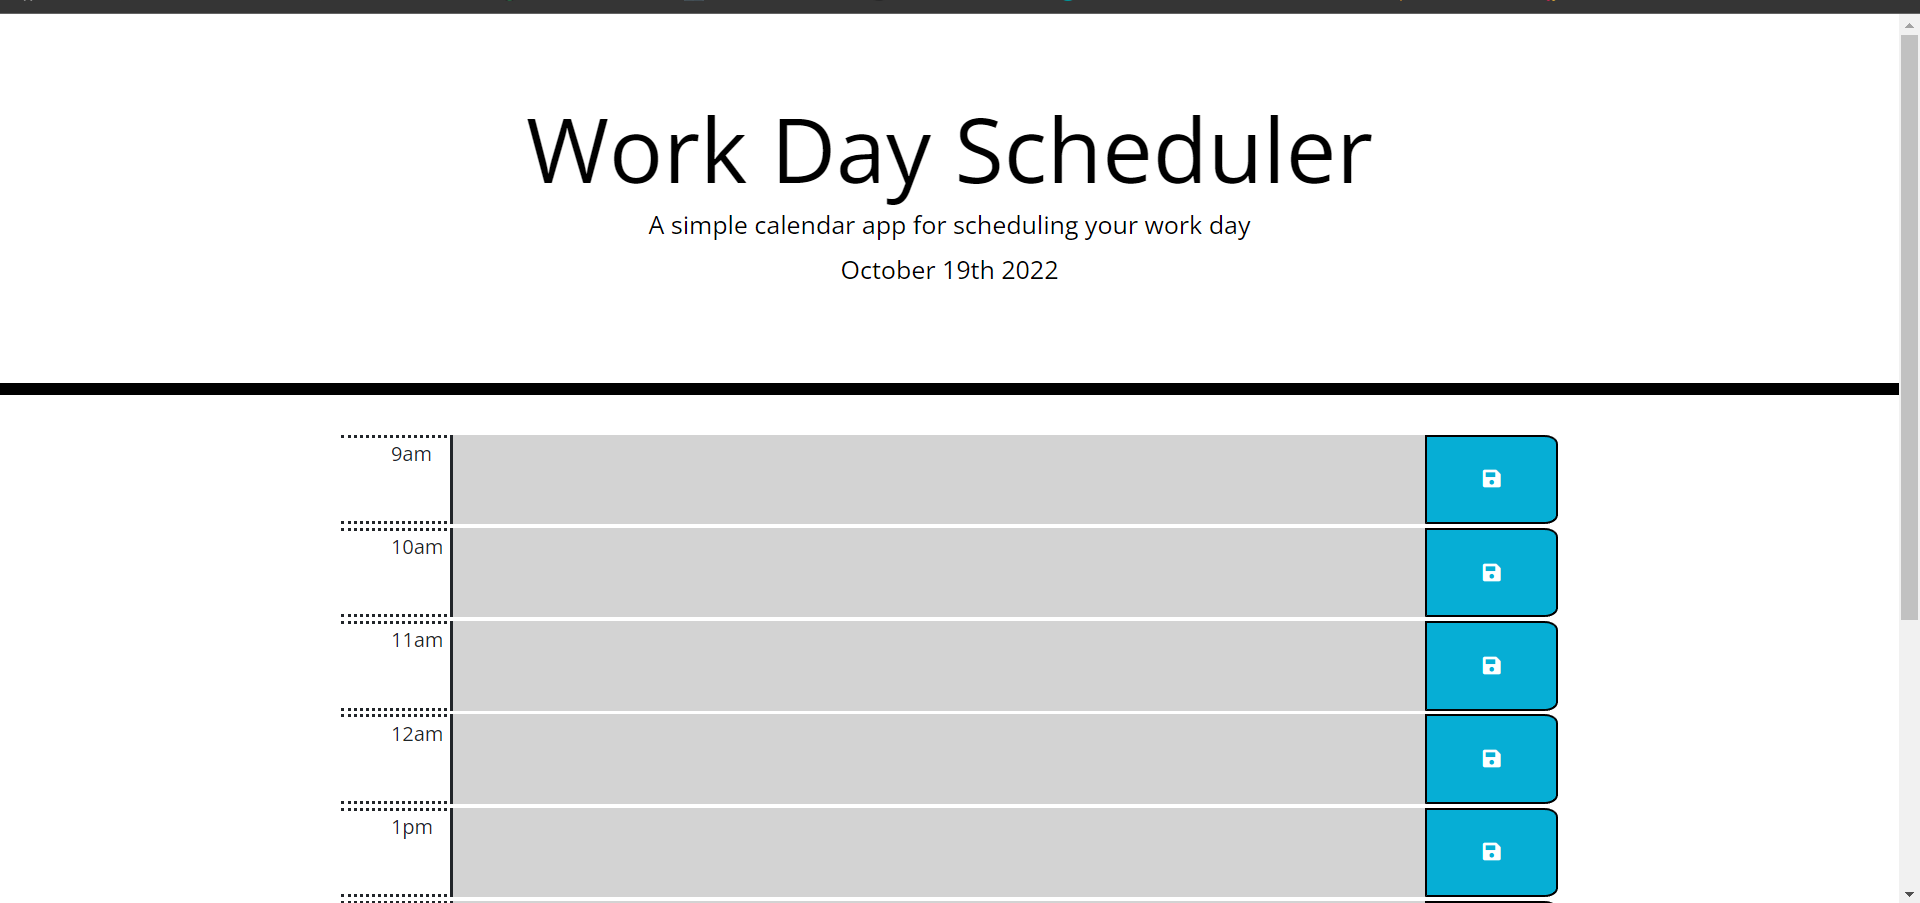 Work Day Scheduler
A simple calendar app for scheduling your work day
October 19th 2022
9am
10am
11am
12am
1pm